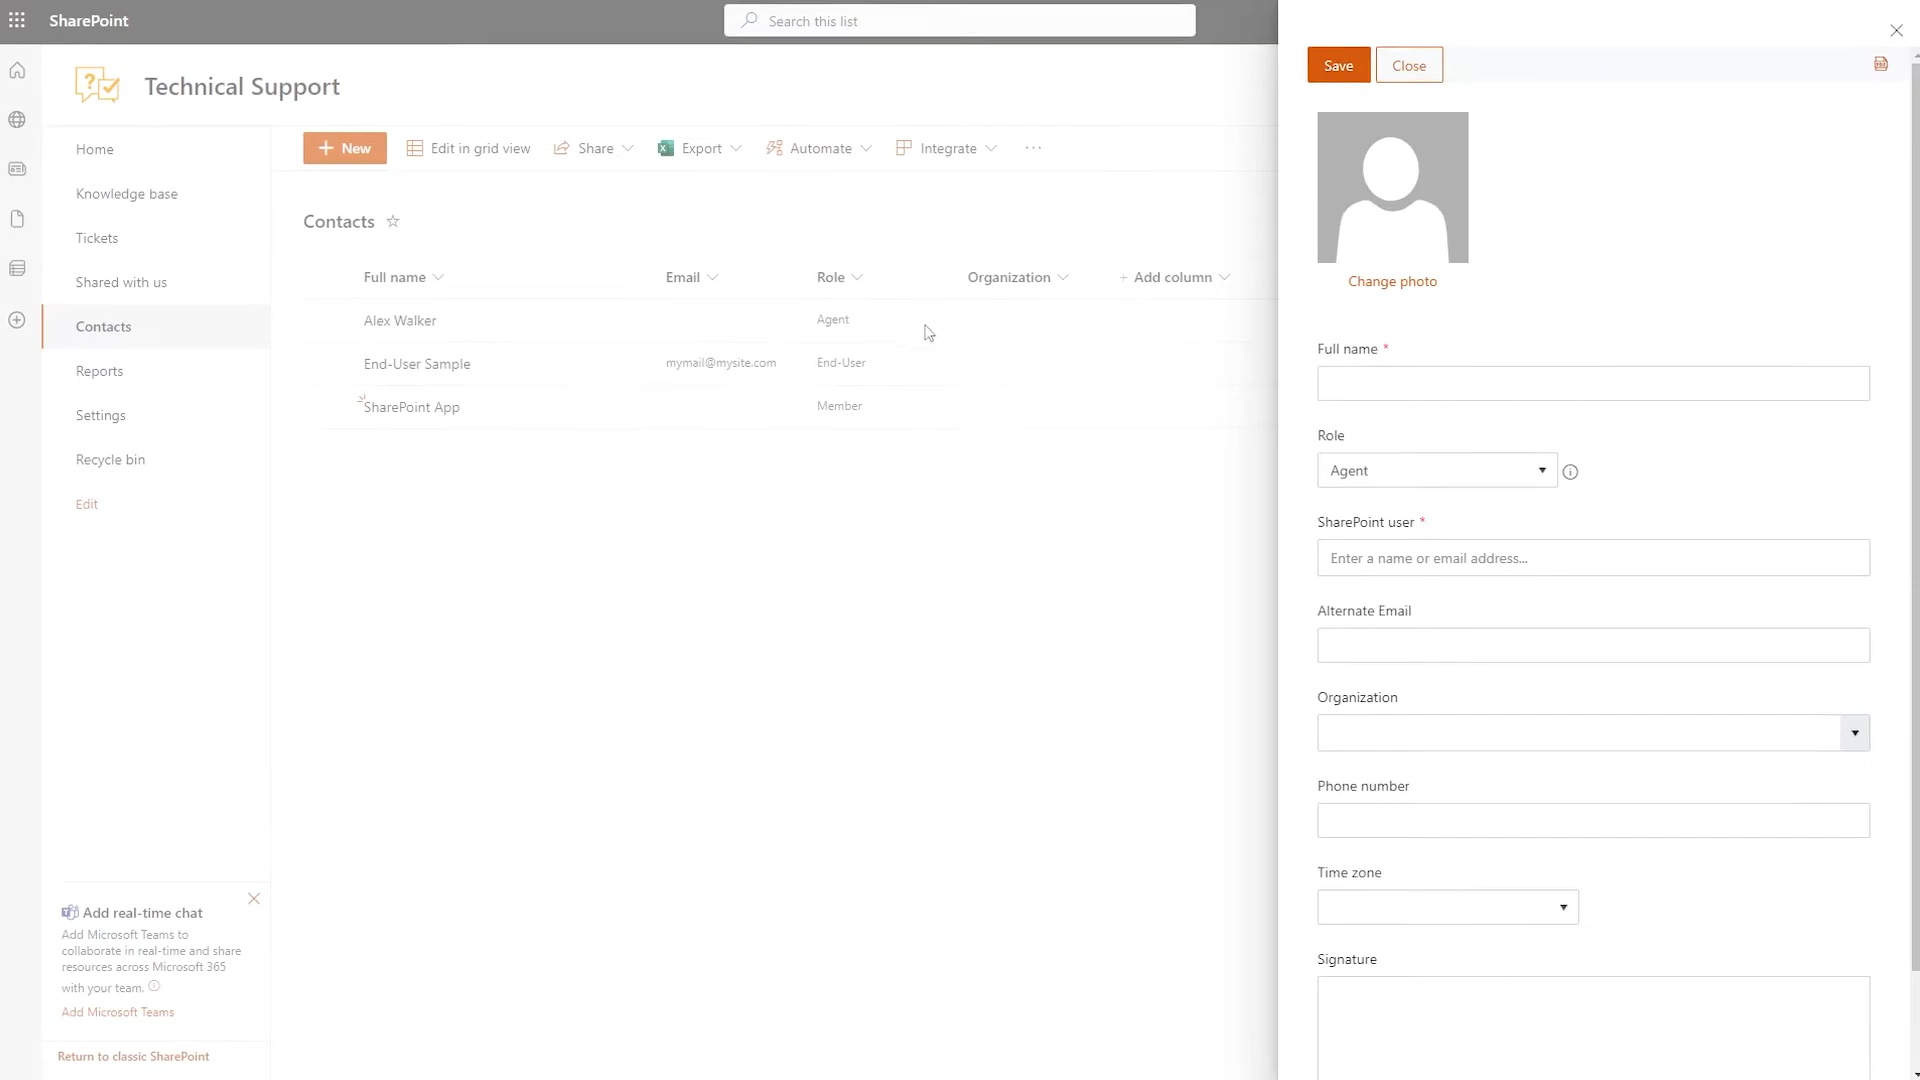 SharePoint
Search this list
Technical Support
Home
Knowledge base
Tickets
Shared with us
Contacts
Reports
Settings
Recycle bin
Edit
Add real-time chat
Add Microsoft Teams to
collaborate in real-time and share
resources across Microsoft 365
with your team.
Add Microsoft Teams
Return to classic SharePoint
+ New
Edit in grid view
Share
Export
Automate
Integrate
...
Contacts
Full name
Email
Role
Organization
+ Add column
Alex Walker
Agent
End-User Sample
mymail@mysite.com
End-User
SharePoint App
Member
Save
Close
Change photo
Full name *
Role
Agent
SharePoint user *
Enter a name or email address...
Alternate Email
Organization
Phone number
Time zone
Signature